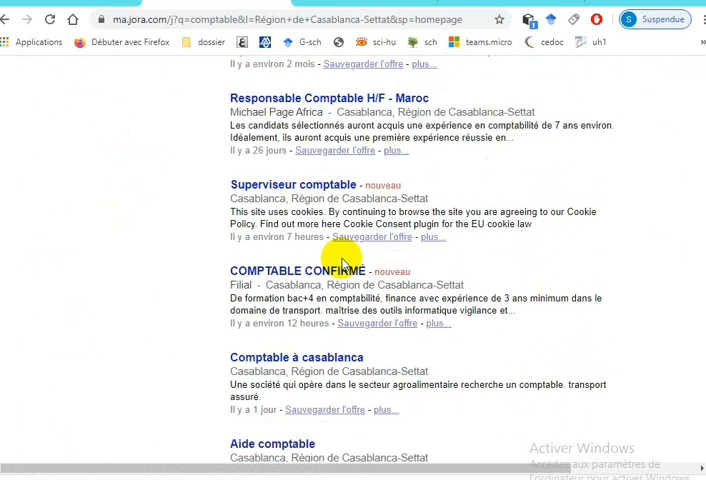 ma.jora.com/j?q=comptable&l=Région+de+Casablanca-Settat&sp=homepage
1
Suspendue
Applications
Débuter avec Firefox
dossier
G-sch
sci-hu
sch
teams.micro
cedoc
uh1
»
Il y a environ 2 mois - Sauvegarder l'offre - plus...
Responsable Comptable H/F - Maroc
Michael Page Africa - Casablanca, Région de Casablanca-Settat
Les candidats sélectionnés auront acquis une expérience en comptabilité de 7 ans environ.
Idéalement, ils auront acquis une première expérience réussie en...
Il y a 26 jours - Sauvegarder l'offre - plus...
Superviseur comptable - nouveau
Casablanca, Région de Casablanca-Settat
This site uses cookies. By continuing to browse the site you are agreeing to our Cookie
Policy. Find out more here Cookie Consent plugin for the EU cookie law
Il y a environ 7 heures - Sauvegarder l'offre - plus...
COMPTABLE CONFIRMÉ - nouveau
Filial - Casablanca, Région de Casablanca-Settat
De formation bac+4 en comptabilité, finance avec expérience de 3 ans minimum dans le
domaine de transport. maîtrise des outils informatique vigilance et...
Il y a environ 12 heures - Sauvegarder l'offre - plus...
Comptable à casablanca
Casablanca, Région de Casablanca-Settat
Une société qui opère dans le secteur agroalimentaire recherche un comptable. transport
assuré.
Il y a 1 jour - Sauvegarder l'offre - plus...
Aide comptable
Casablanca, Région de Casablanca-Settat
Activer Windows
Accédez aux paramètres de
l'ordinateur pour activer Windows